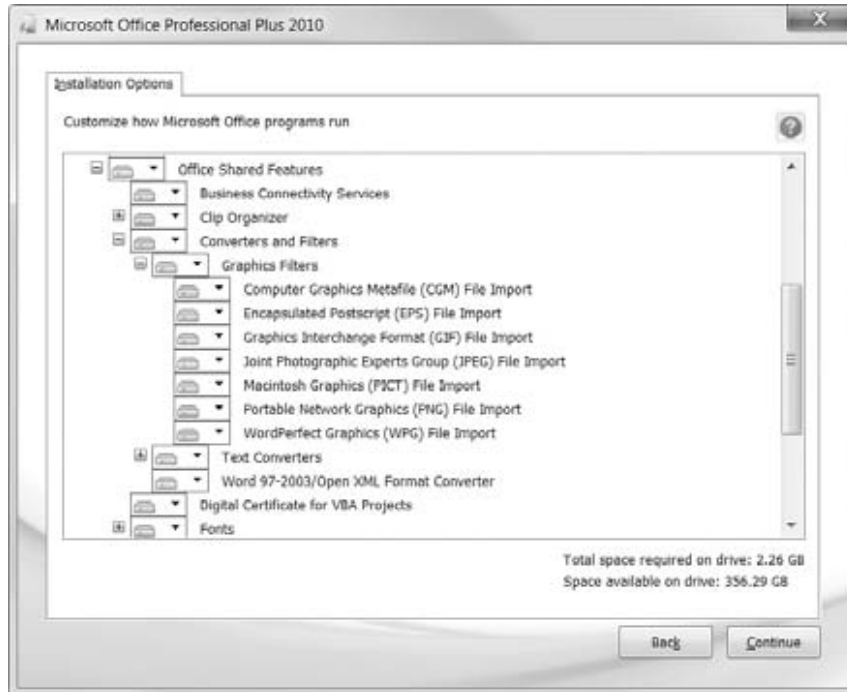 Microsoft Office Professional Plus 2010
Installation Options
Customize how Microsoft Office programs run
Office Shared Features
Business Connectivity Services
Clip Organizer
Converters and Filters
Graphics Filters
Computer Graphics Metafile (CGM) File Import
Encapsulated Postscript (EPS) File Import
Graphics Interchange Format (GIF) File Import
Joint Photographic Experts Group (JPEG) File Import
Macintosh Graphics (PICT) File Import
Portable Network Graphics (PNG) File Import
WordPerfect Graphics (WPG) File Import
Text Converters
Word 97-2003/Open XML Format Converter
Digital Certificate for VBA Projects
Fonts
Total space required on drive: 2.26 GB
Space available on drive: 356.29 GB
Back
Continue